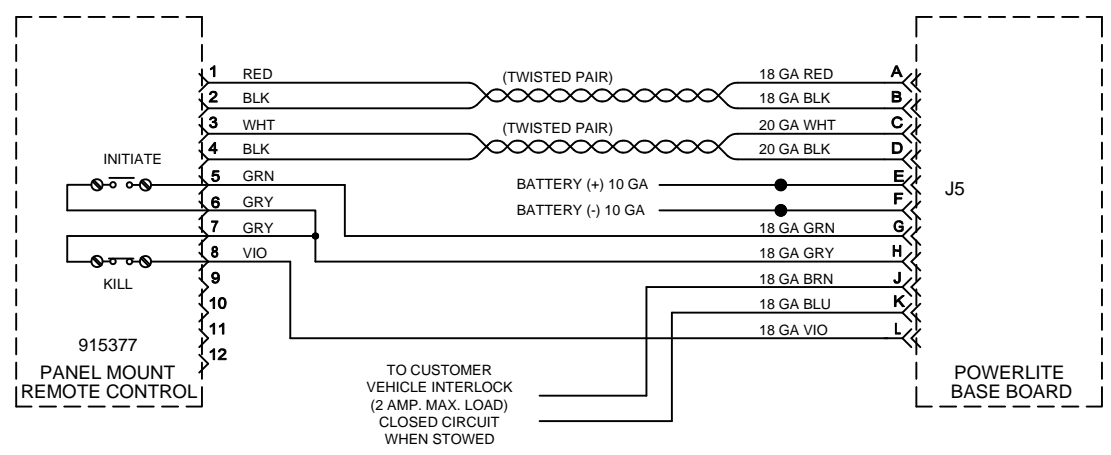 1 RED (TWISTED PAIR) 18 GA RED A
2 BLK 18 GA BLK B
3 WHT (TWISTED PAIR) 20 GA WHT C
4 BLK 20 GA BLK D
INITIATE
5 GRN BATTERY (+) 10 GA E
J5
6 GRY BATTERY (-) 10 GA F
7 GRY 18 GA GRN G
8 VIO 18 GA GRY H
KILL
9 18 GA BRN J
10 18 GA BLU K
11 18 GA VIO L
12
915377
PANEL MOUNT
REMOTE CONTROL
TO CUSTOMER
VEHICLE INTERLOCK
(2 AMP. MAX. LOAD)
CLOSED CIRCUIT
WHEN STOWED
POWERLITE
BASE BOARD